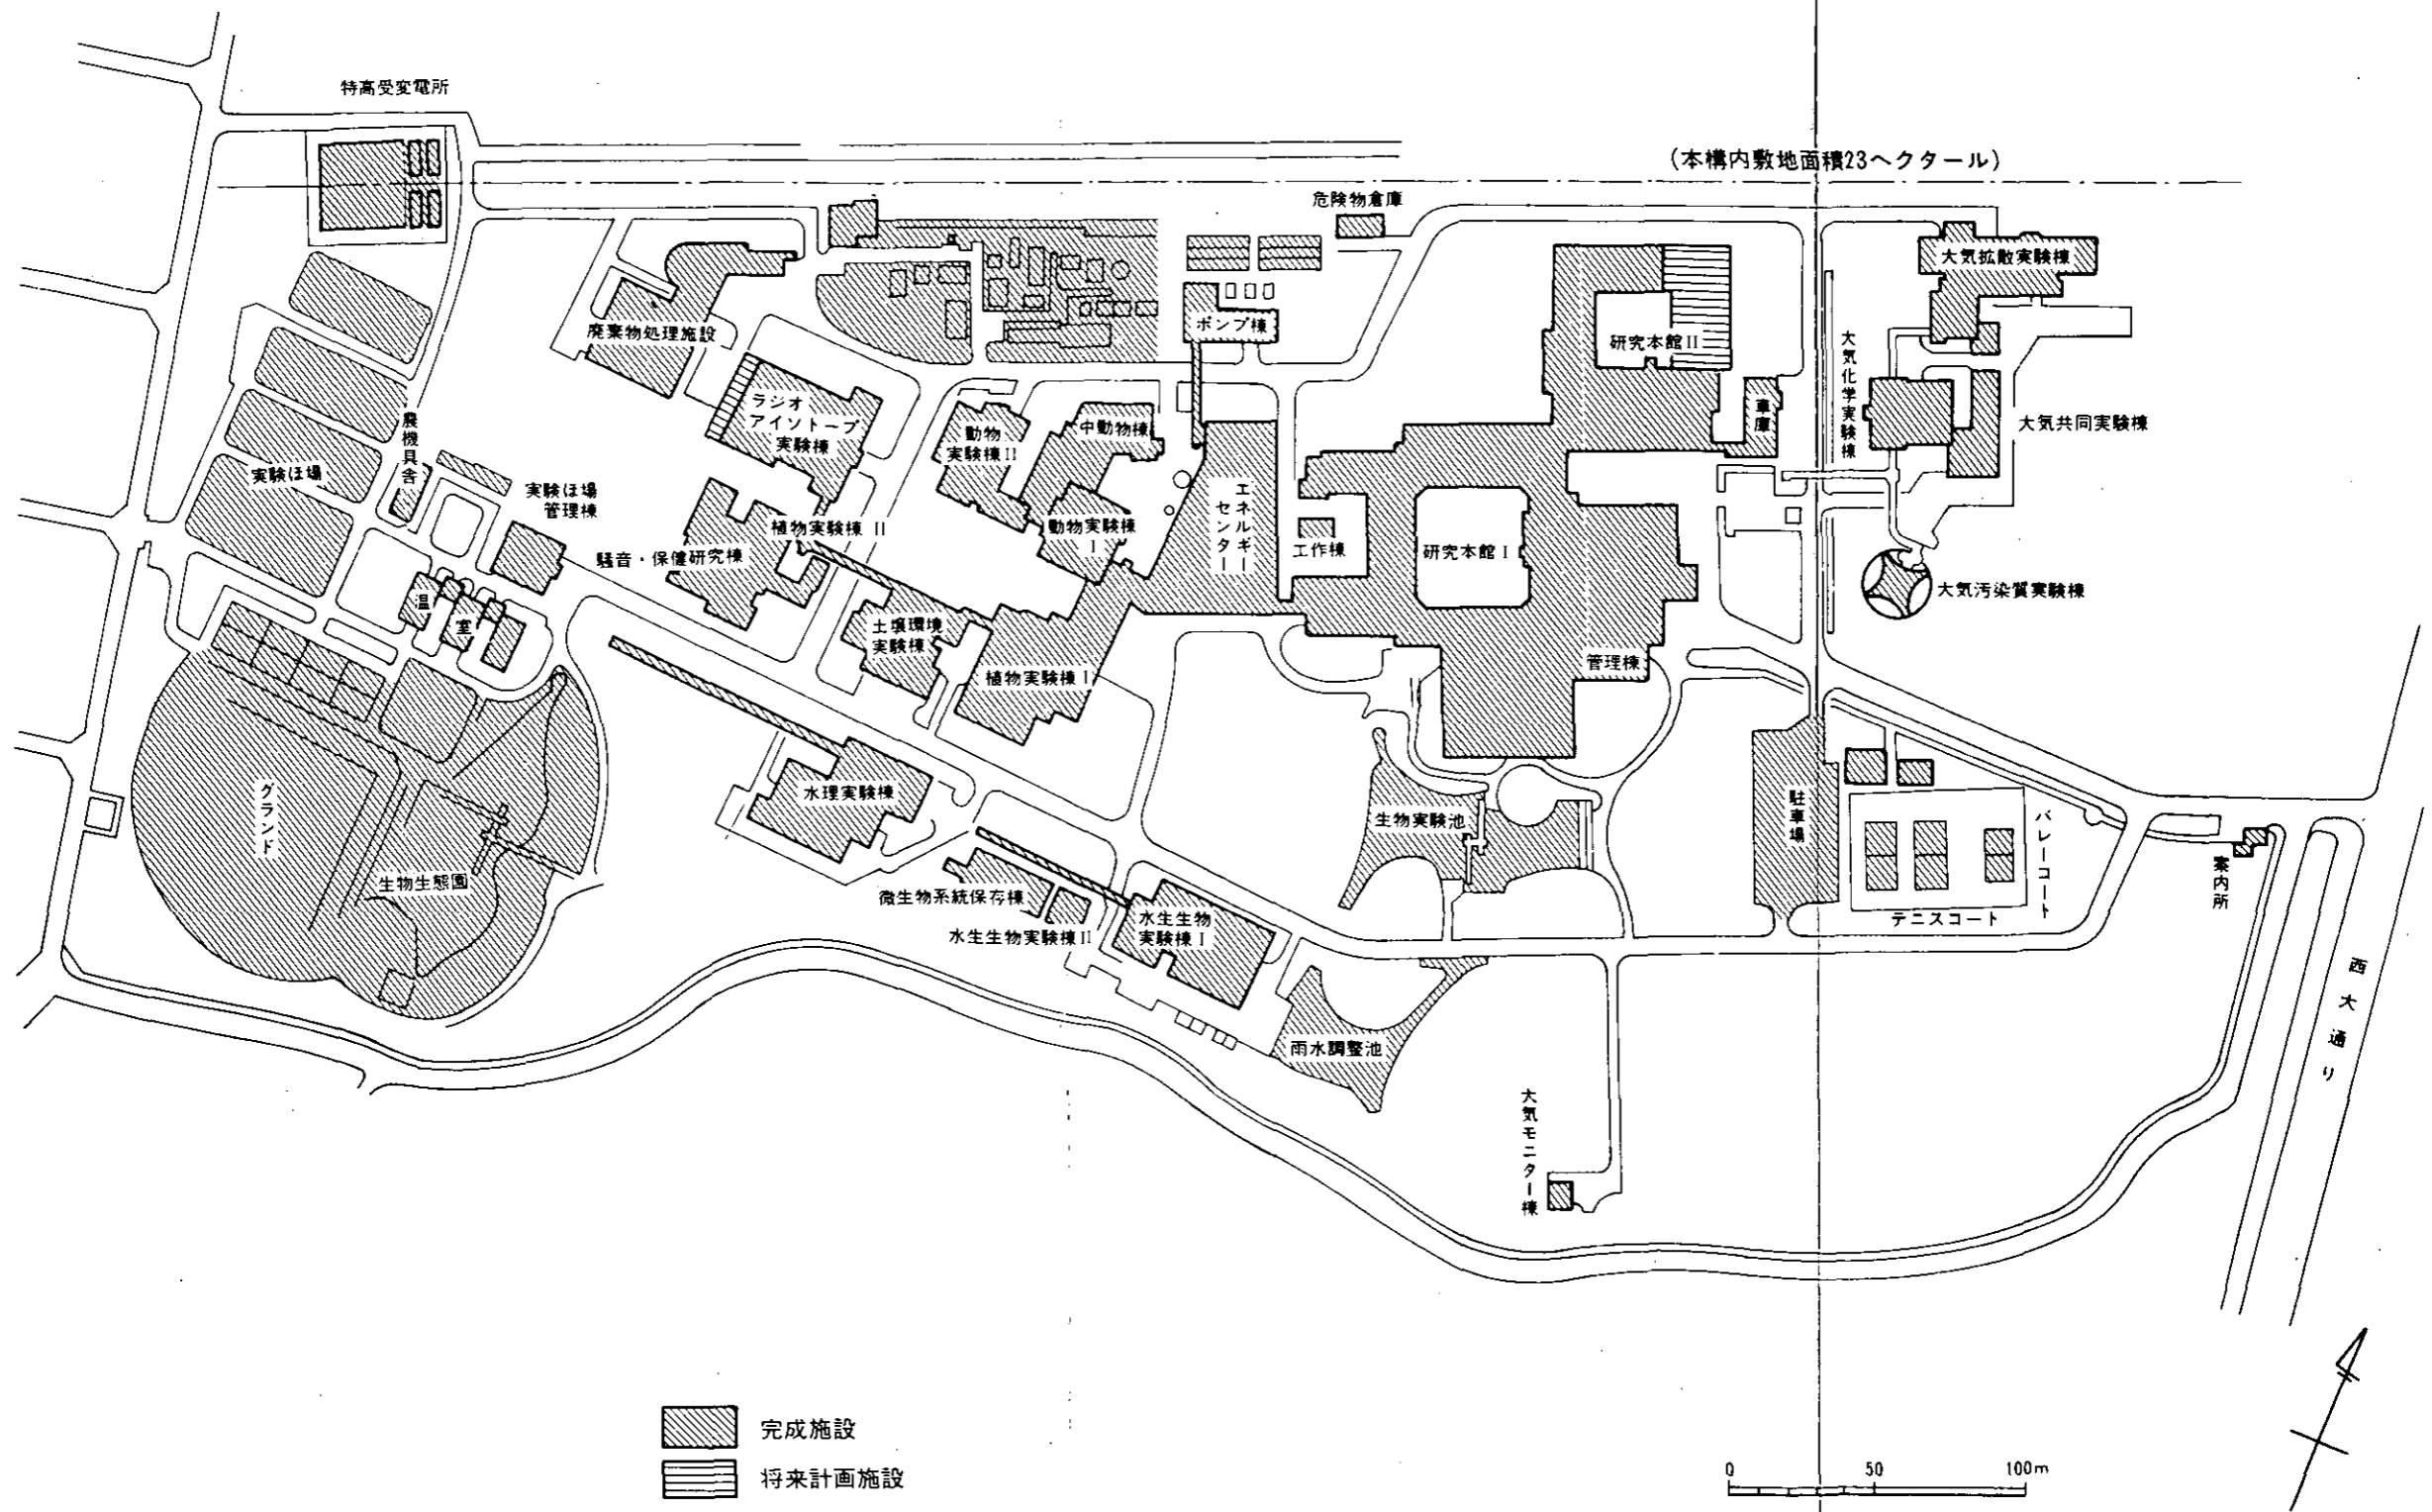 特高受変電所
(本構内敷地面積23ヘクタール)
危険物倉庫
大気拡散実験棟
廃棄物処理施設
ポンプ棟
研究本館II
大気化学実験棟
ラジオ
アイソトープ
実験棟
動物
実験棟II
中動物棟
車庫
大気共同実験棟
農機具舎
実験ほ場
実験ほ場
管理棟
エネルギー
センター
植物実験棟 II
動物実験棟
I
工作棟
研究本館I
騒音・保健研究棟
大気汚染質実験棟
温
室
土壌環境
実験棟
植物実験棟I
管理棟
グランド
水理実験棟
生物実験池
駐車場
バレーコート
案内所
生物生態園
微生物系統保存棟
水生生物
実験棟I
水生生物実験棟II
テニスコート
西大通り
雨水調整池
大気モニター棟
完成施設
将来計画施設
0 50 100m